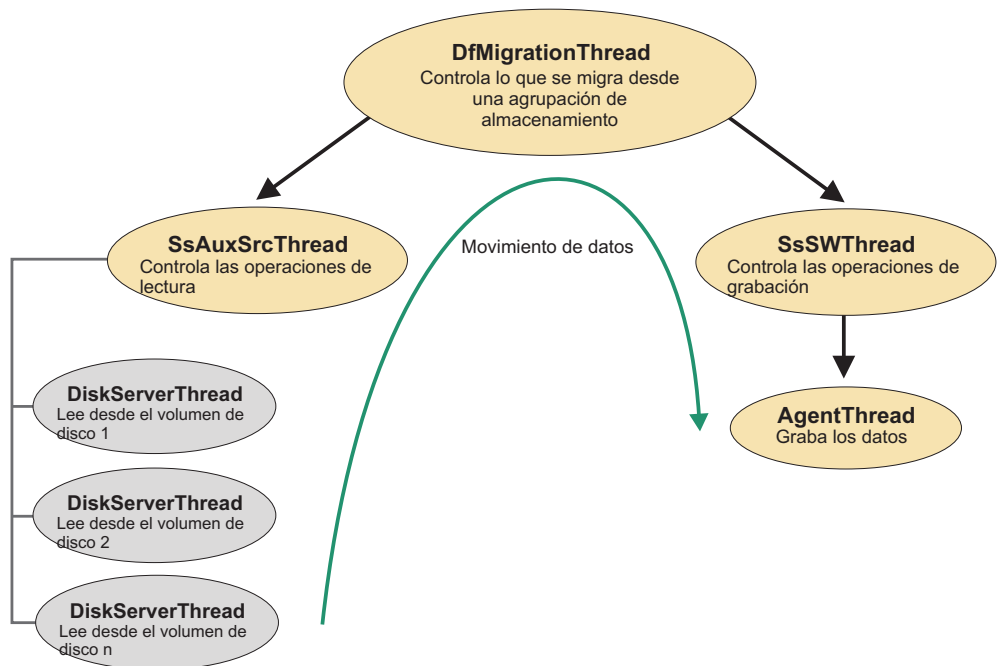 DfMigrationThread
Controla lo que se migra desde
una agrupación de
almacenamiento
SsAuxSrcThread
Controla las operaciones de
lectura
Movimiento de datos
SsSWThread
Controla las operaciones de
grabación
DiskServerThread
Lee desde el volumen de
disco 1
AgentThread
Graba los datos
DiskServerThread
Lee desde el volumen de
disco 2
DiskServerThread
Lee desde el volumen de
disco n